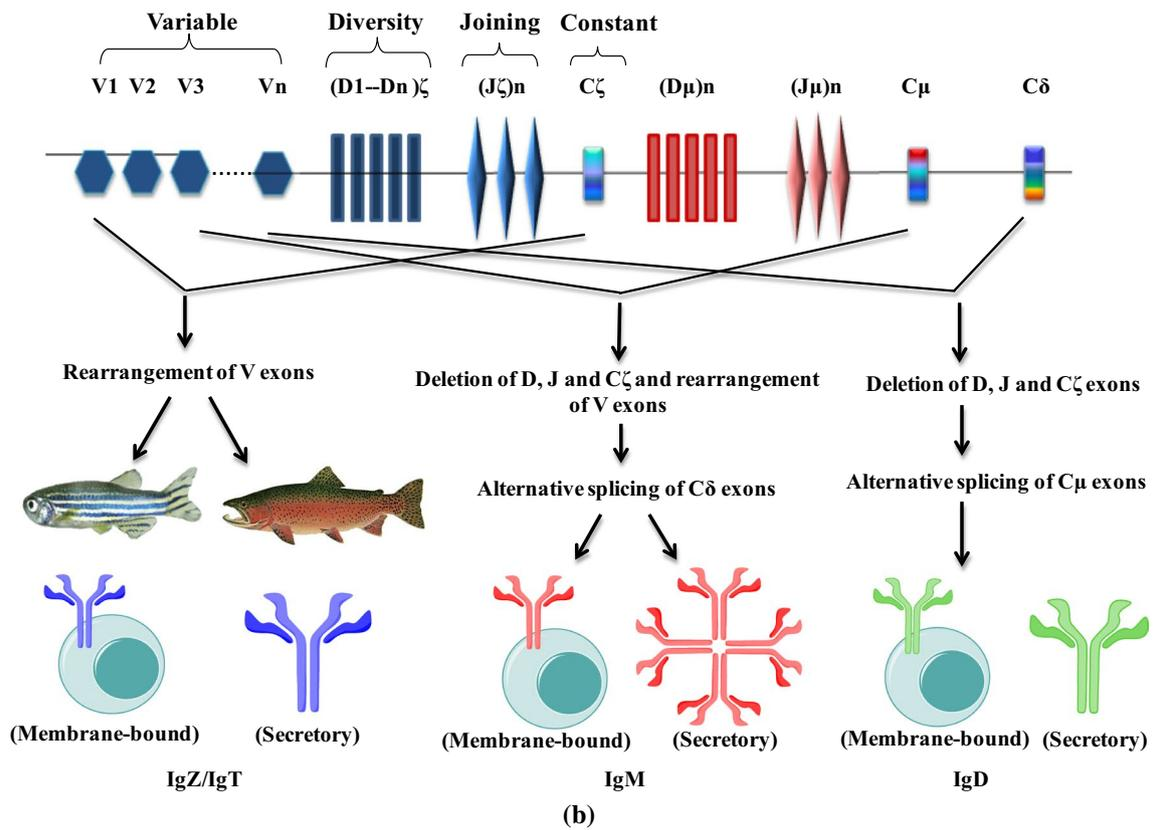 Variable Diversity Joining Constant
V1 V2 V3 Vn (D1--Dn )ζ (Jζ)n Cζ (Dμ)n (Jμ)n Cμ Cδ
Rearrangement of V exons
Deletion of D, J and Cζ and rearrangement
of V exons
Deletion of D, J and Cζ exons
Alternative splicing of Cδ exons
Alternative splicing of Cμ exons
(Membrane-bound) (Secretory) (Membrane-bound) (Secretory) (Membrane-bound) (Secretory)
IgZ/IgT IgM IgD
(b)